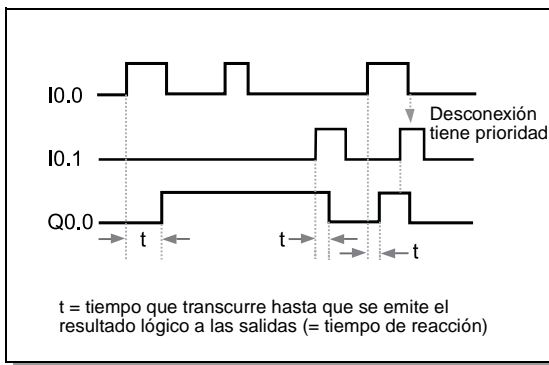 I0.0
Desconexión
tiene prioridad
I0.1
Q0.0
t
t
t
t = tiempo que transcurre hasta que se emite el
resultado lógico a las salidas (= tiempo de reacción)